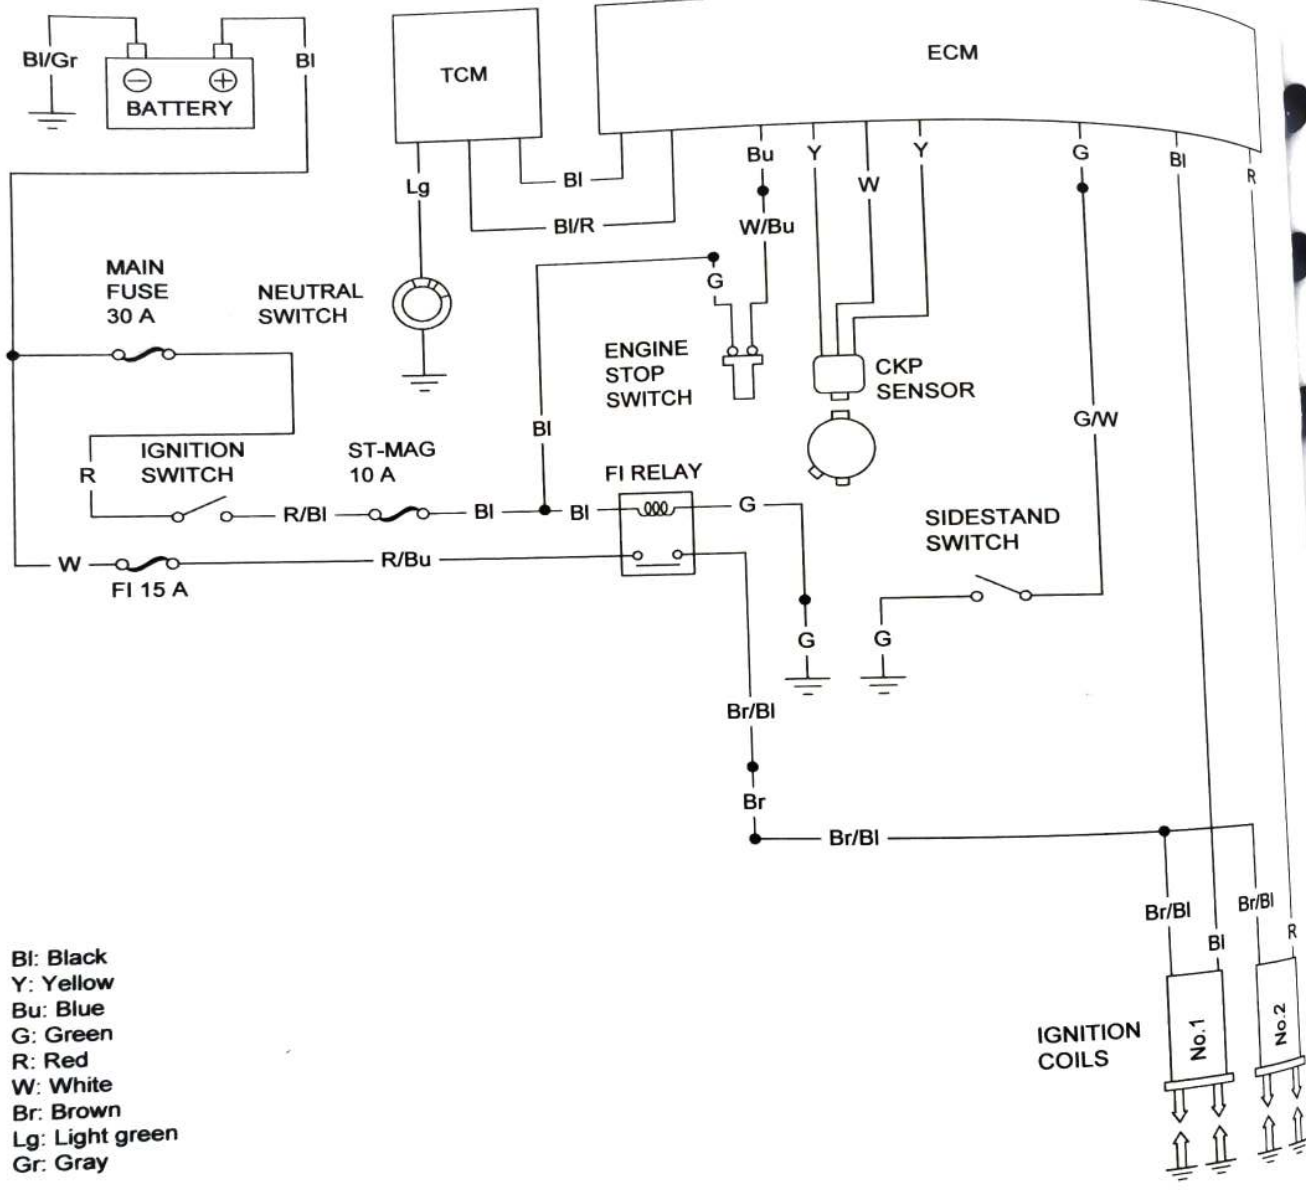 Bl/Gr
Bl
TCM
ECM
BATTERY
Lg
Bl
Bl/R
Bu
Y
W
Y
G
Bl
R
W/Bu
MAIN
FUSE
30 A
NEUTRAL
SWITCH
G
ENGINE
STOP
SWITCH
CKP
SENSOR
G/W
Bl
R
IGNITION
SWITCH
ST-MAG
10 A
FI RELAY
R/Bl
Bl
Bl
G
SIDESTAND
SWITCH
W
R/Bu
FI 15 A
G
G
Br/Bl
Br
Br/Bl
Br/Bl
Br/Bl
Bl
R
Bl: Black
Y: Yellow
Bu: Blue
G: Green
R: Red
W: White
Br: Brown
Lg: Light green
Gr: Gray
IGNITION
COILS
No.1
No.2